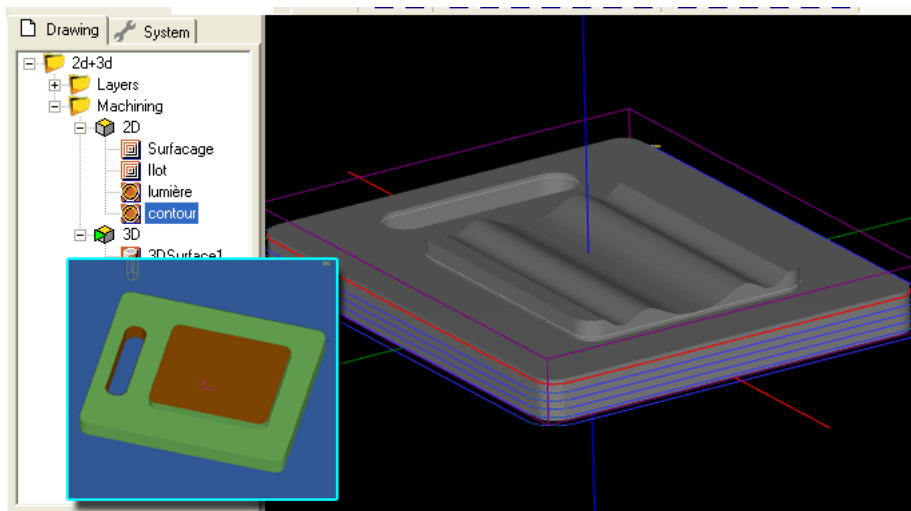 Drawing
System
2d+3d
Layers
Machining
2D
Surfacage
Ilot
lumière
contour
3D
3DSurface1